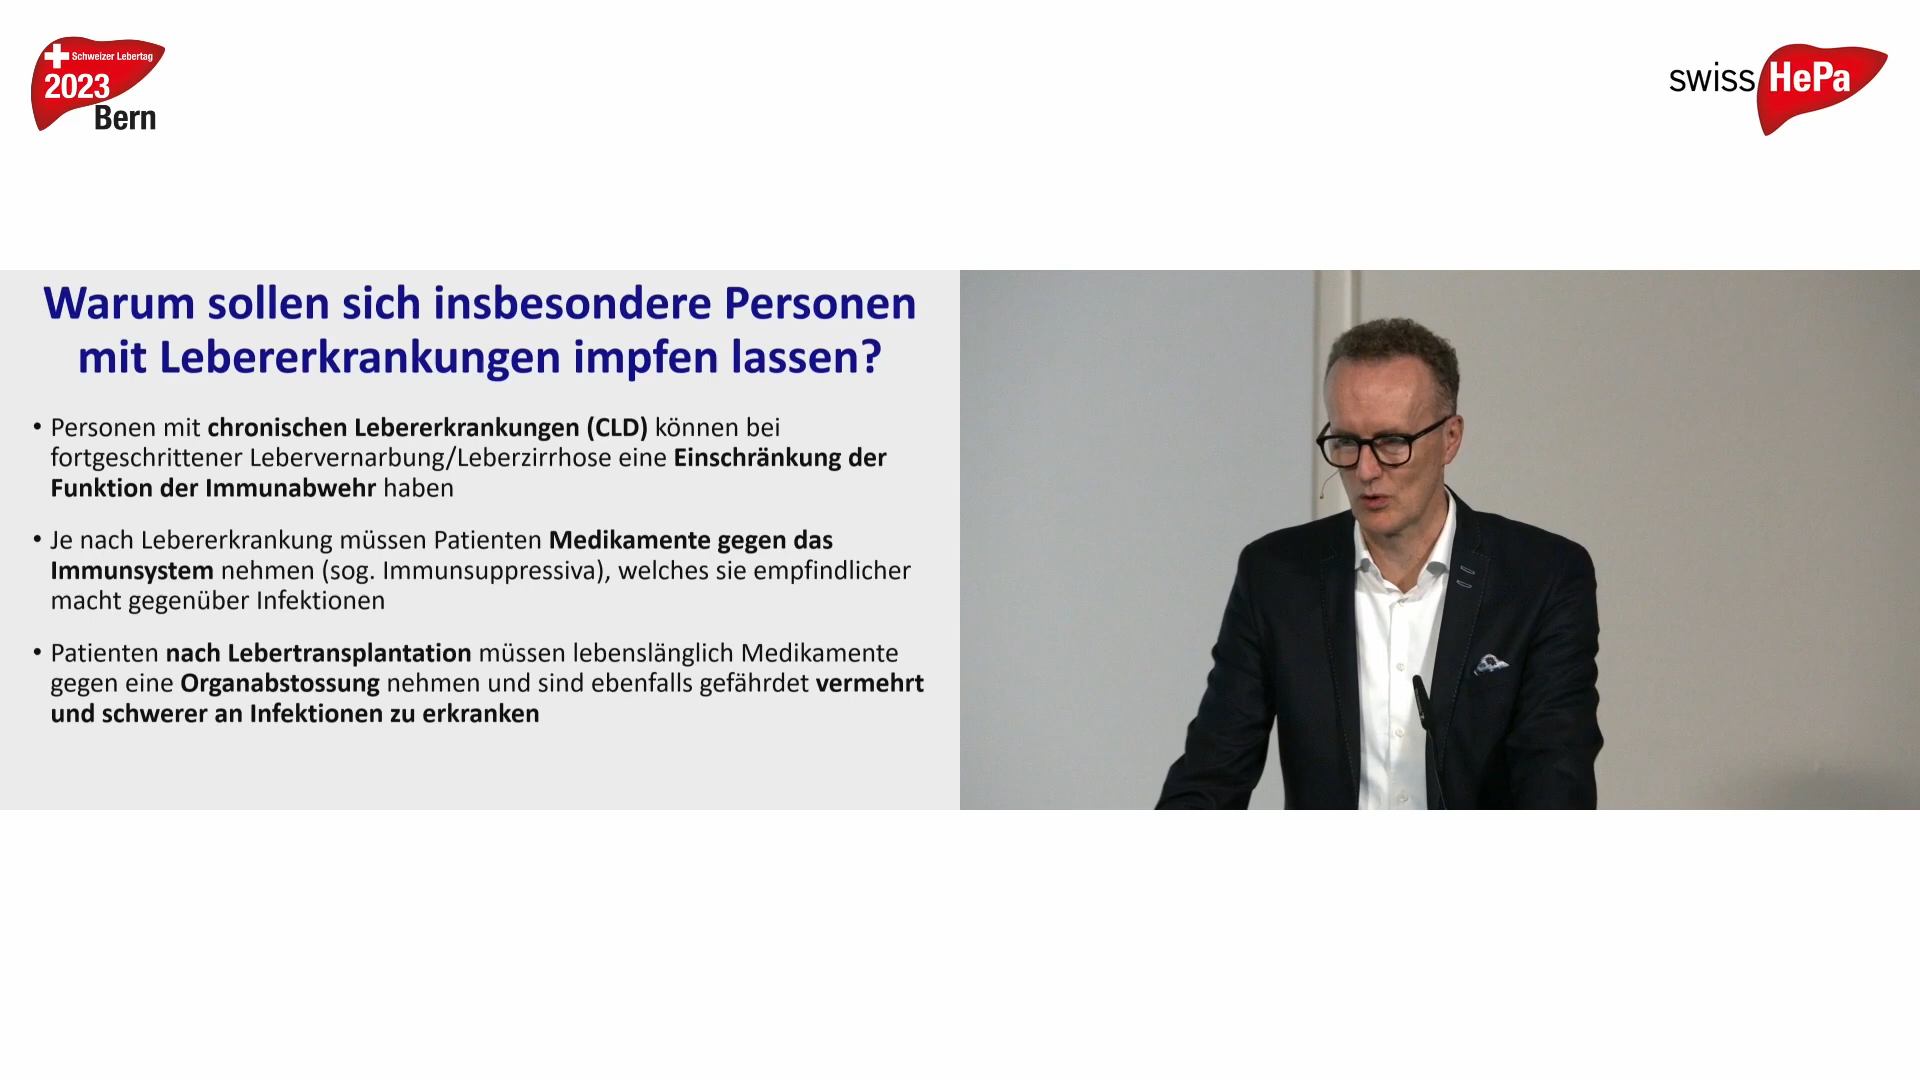 Schweizer Lebertag
2023
Bern
swiss HePa
Warum sollen sich insbesondere Personen
mit Lebererkrankungen impfen lassen?
• Personen mit chronischen Lebererkrankungen (CLD) können bei
fortgeschrittener Lebervernarbung/Leberzirrhose eine Einschränkung der
Funktion der Immunabwehr haben
• Je nach Lebererkrankung müssen Patienten Medikamente gegen das
Immunsystem nehmen (sog. Immunsuppressiva), welches sie empfindlicher
macht gegenüber Infektionen
• Patienten nach Lebertransplantation müssen lebenslänglich Medikamente
gegen eine Organabstossung nehmen und sind ebenfalls gefährdet vermehrt
und schwerer an Infektionen zu erkranken